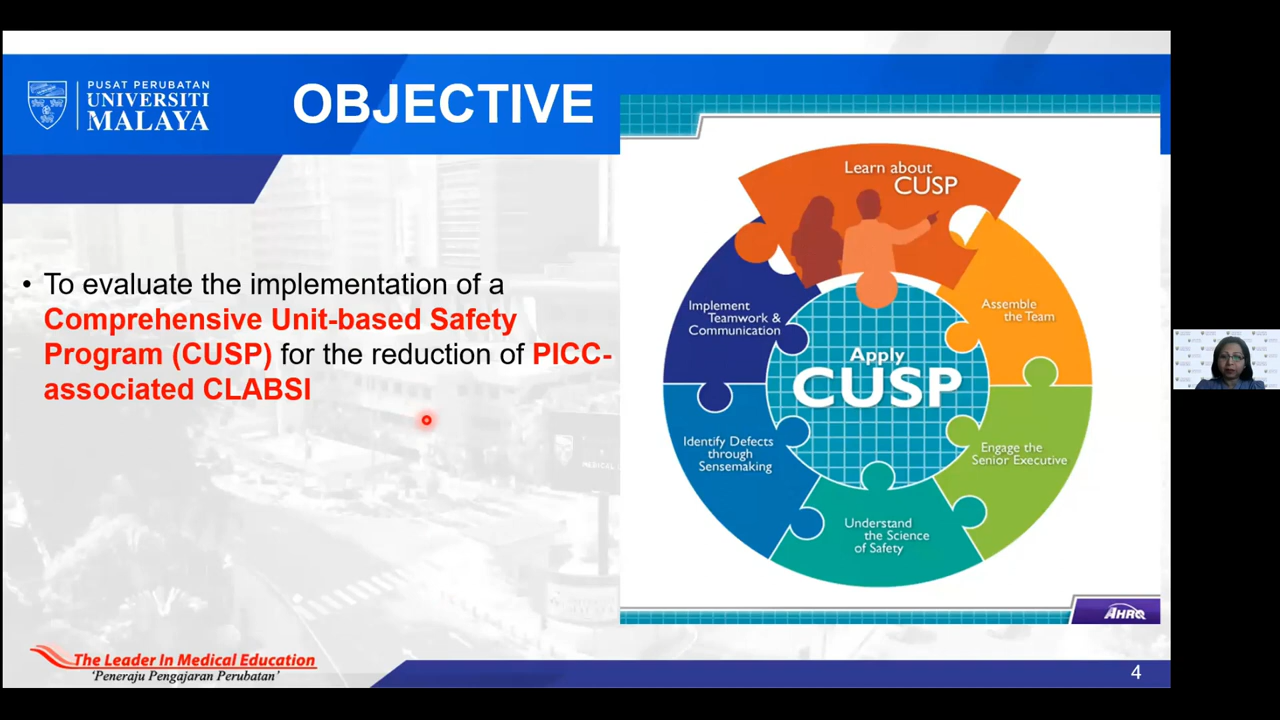 PUSAT PERUBATAN
UNIVERSITI
MALAYA
OBJECTIVE
• To evaluate the implementation of a
Comprehensive Unit-based Safety
Program (CUSP) for the reduction of PICC-
associated CLABSI
Learn about
CUSP
Assemble
the Team
Engage the
Senior Executive
Understand
the Science
of Safety
Identify Defects
through
Sensemaking
Implement
Teamwork &
Communication
Apply
CUSP
AHRQ
The Leader In Medical Education
'Peneraju Pengajaran Perubatan'
4